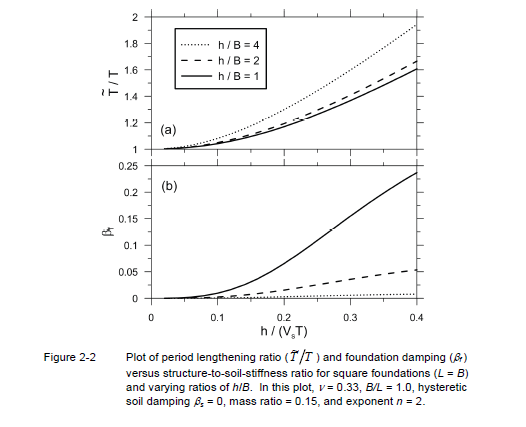 2
1.8
1.6
1.4
1.2
1
T̃ / T
h / B = 4
h / B = 2
h / B = 1
(a)
0.25
0.2
0.15
0.1
0.05
0
βf
(b)
0 0.1 0.2 0.3 0.4
h / (VsT)
Figure 2-2 Plot of period lengthening ratio (T̃/T ) and foundation damping (βf)
versus structure-to-soil-stiffness ratio for square foundations (L = B)
and varying ratios of h/B. In this plot, ν = 0.33, B/L = 1.0, hysteretic
soil damping βs = 0, mass ratio = 0.15, and exponent n = 2.